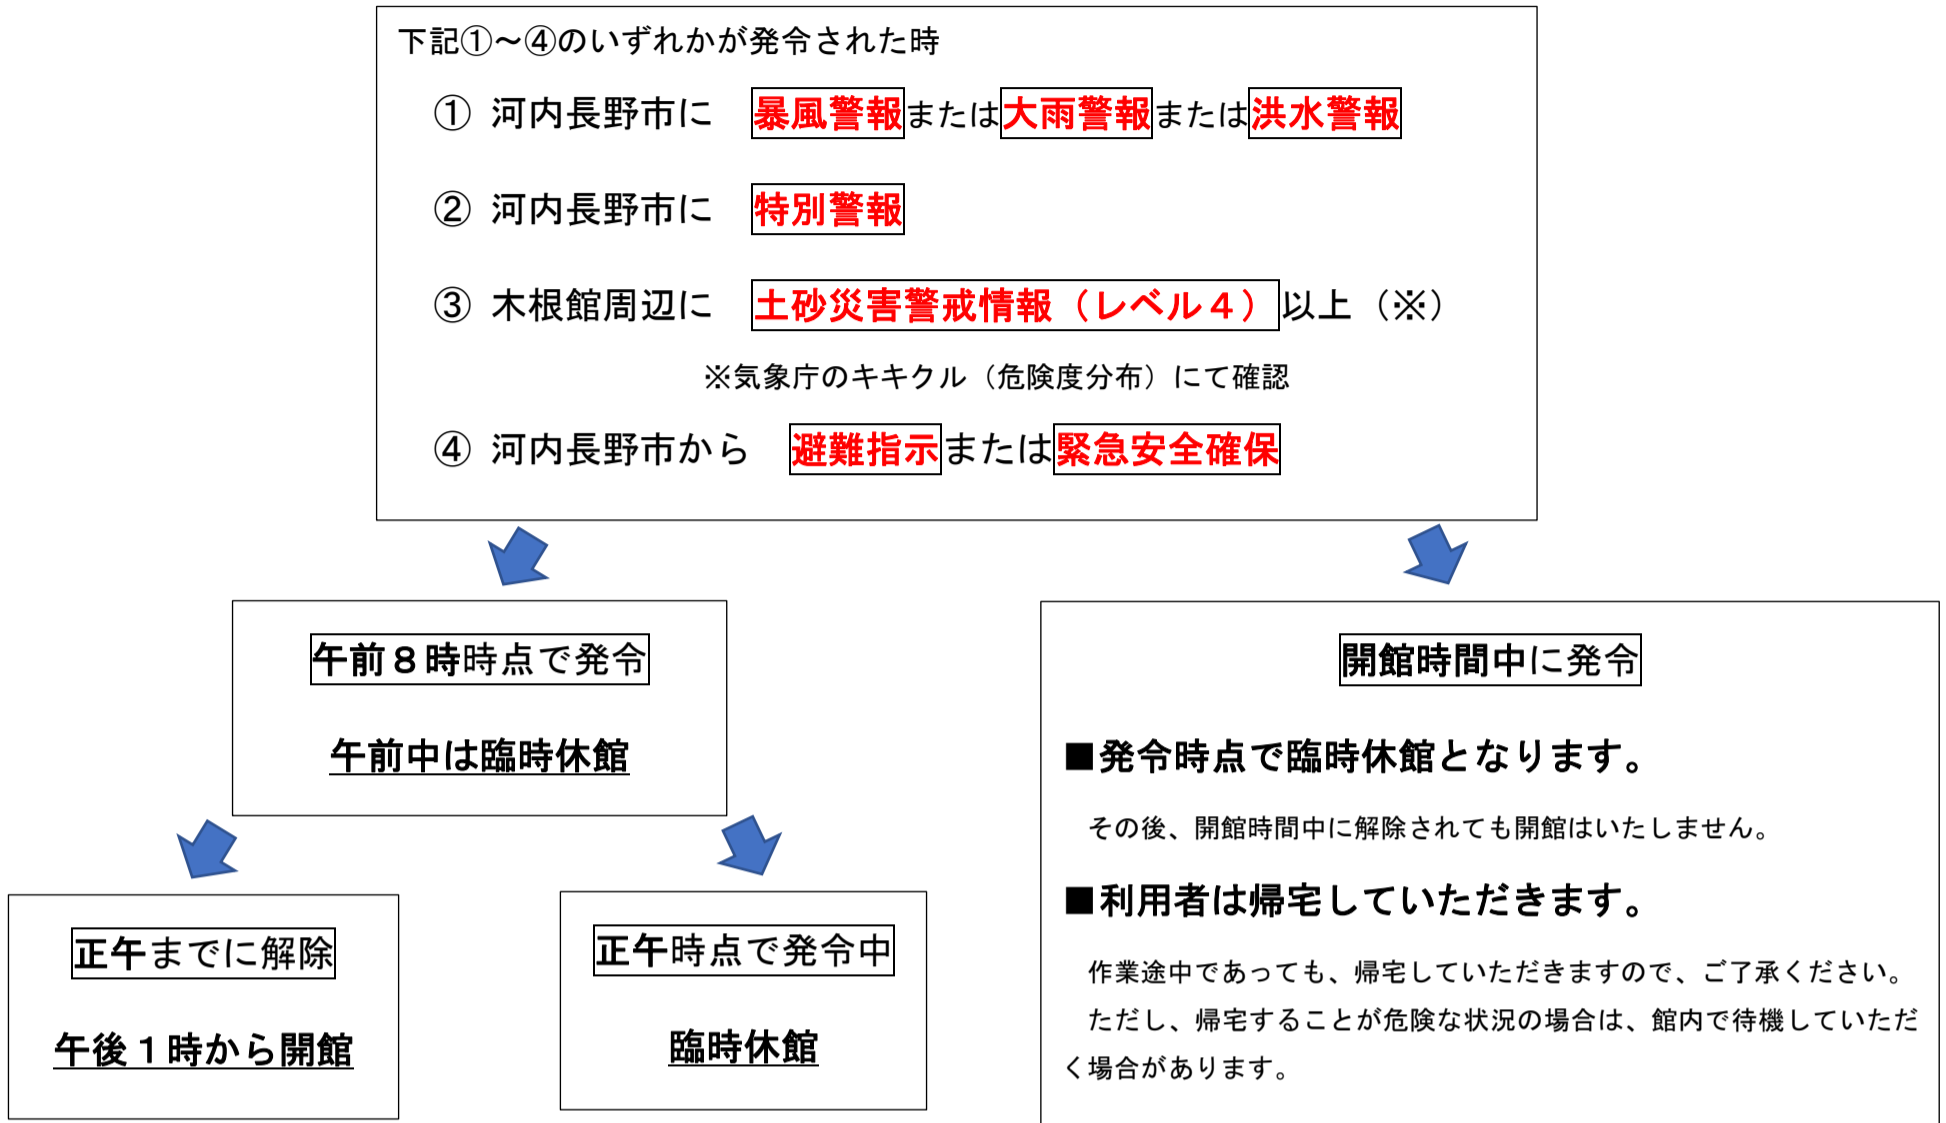 下記①～④のいずれかが発令された時
① 河内長野市に 暴風警報または大雨警報または洪水警報
② 河内長野市に 特別警報
③ 木根館周辺に 土砂災害警戒情報（レベル４）以上（※）
※気象庁のキキクル（危険度分布）にて確認
④ 河内長野市から 避難指示または緊急安全確保
午前８時時点で発令
午前中は臨時休館
正午までに解除
午後１時から開館
正午時点で発令中
臨時休館
開館時間中に発令
■発令時点で臨時休館となります。
その後、開館時間中に解除されても開館はいたしません。
■利用者は帰宅していただきます。
作業途中であっても、帰宅していただきますので、ご了承ください。
ただし、帰宅することが危険な状況の場合は、館内で待機していただ
く場合があります。